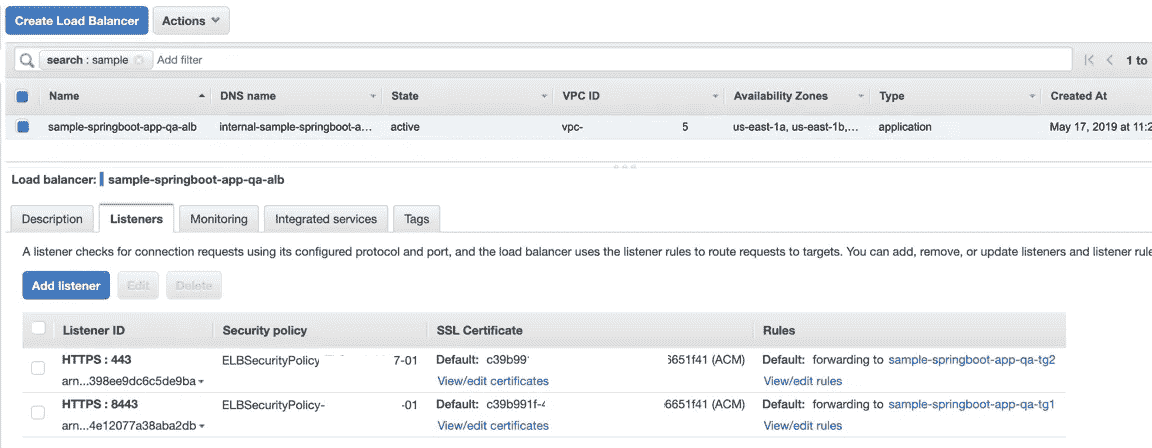 Create Load Balancer Actions
search : sample Add filter 1 to
Name DNS name State VPC ID Availability Zones Type Created At
sample-springboot-app-qa-alb internal-sample-springboot-a... active vpc- 5 us-east-1a, us-east-1b,... application May 17, 2019 at 11:2
Load balancer: sample-springboot-app-qa-alb
Description Listeners Monitoring Integrated services Tags
A listener checks for connection requests using its configured protocol and port, and the load balancer uses the listener rules to route requests to targets. You can add, remove, or update listeners and listener rule
Add listener Edit Delete
Listener ID Security policy SSL Certificate Rules
HTTPS : 443 ELBSecurityPolicy 7-01 Default: c39b99 6651f41 (ACM) Default: forwarding to sample-springboot-app-qa-tg2
arn...398ee9dc6c5de9ba View/edit certificates View/edit rules
HTTPS : 8443 ELBSecurityPolicy- -01 Default: c39b991f-4 6651f41 (ACM) Default: forwarding to sample-springboot-app-qa-tg1
arn...4e12077a38aba2db View/edit certificates View/edit rules